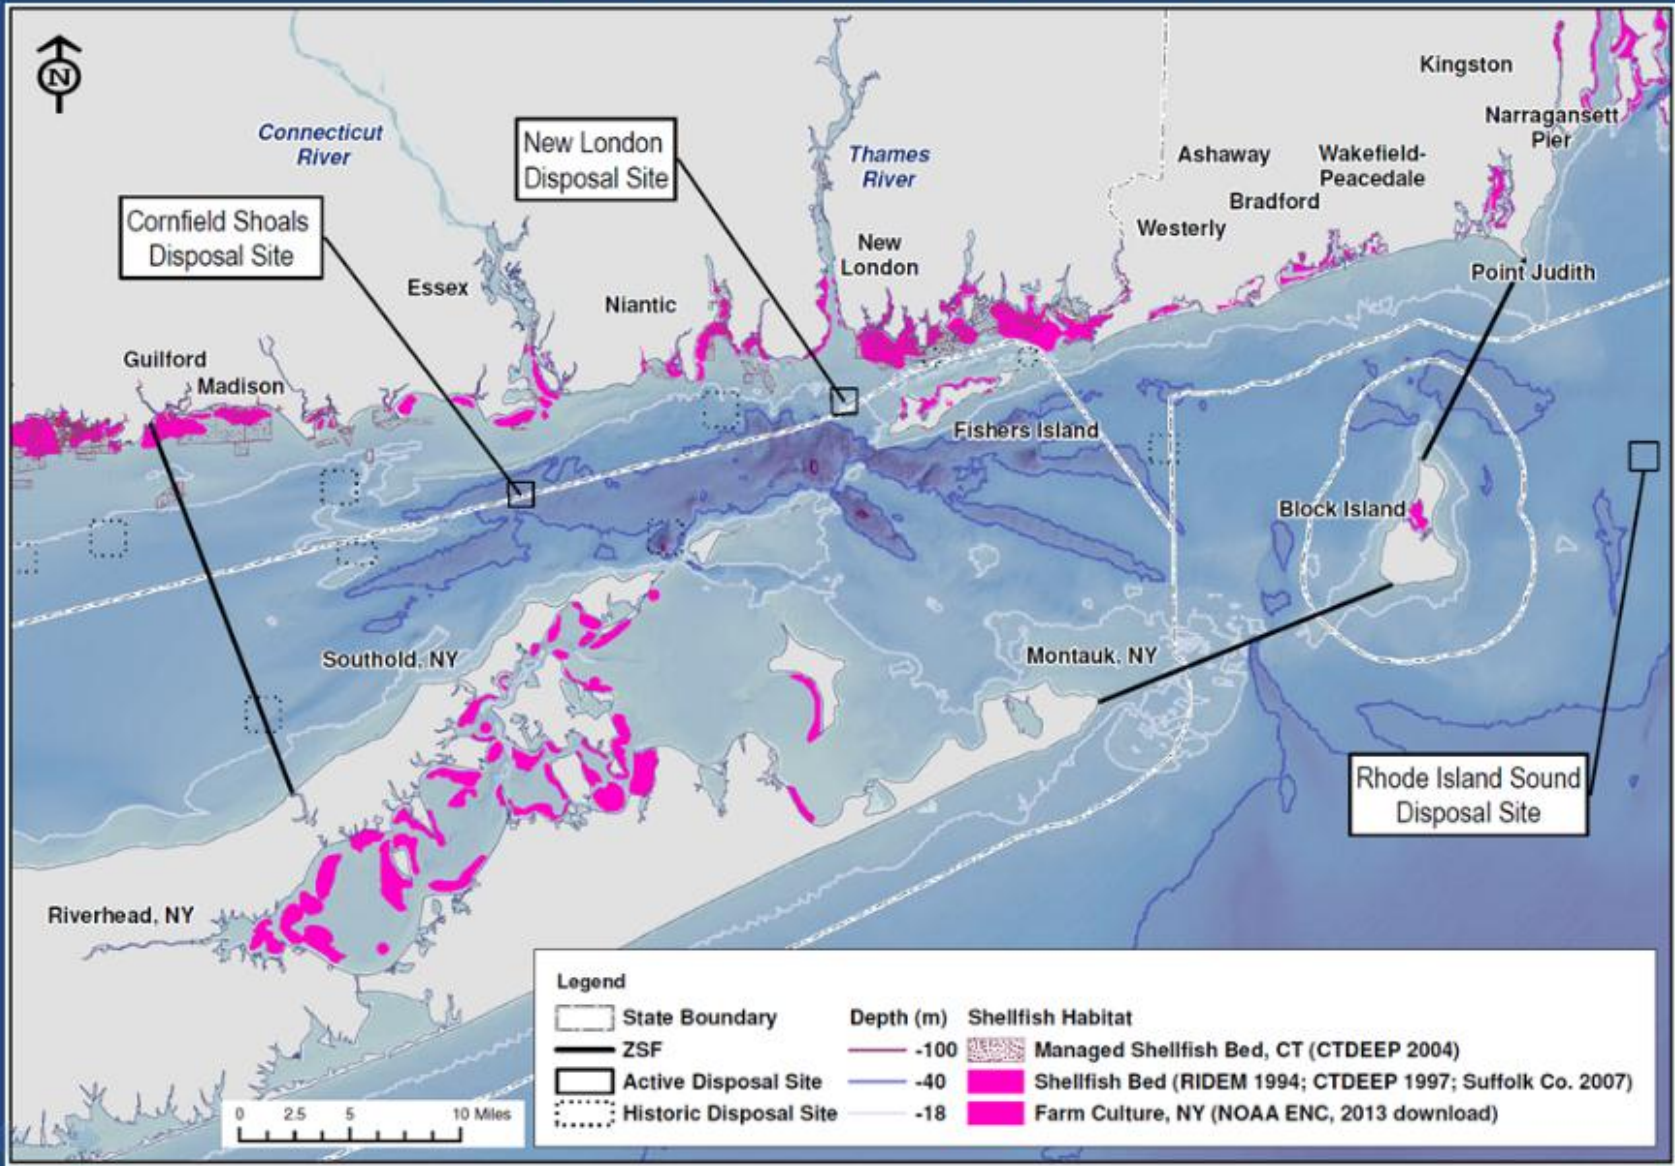 N
Kingston
Narragansett
Pier
Connecticut
River
New London
Disposal Site
Thames
River
Ashaway
Wakefield-
Peacedale
Bradford
Westerly
Cornfield Shoals
Disposal Site
New
London
Point Judith
Essex
Niantic
Guilford
Madison
Fishers Island
Block Island
Southold, NY
Montauk, NY
Rhode Island Sound
Disposal Site
Riverhead, NY
Legend
State Boundary
ZSF
Active Disposal Site
Historic Disposal Site
Depth (m)
-100
-40
-18
Shellfish Habitat
Managed Shellfish Bed, CT (CTDEEP 2004)
Shellfish Bed (RIDEM 1994; CTDEEP 1997; Suffolk Co. 2007)
Farm Culture, NY (NOAA ENC, 2013 download)
0 2.5 5 10 Miles